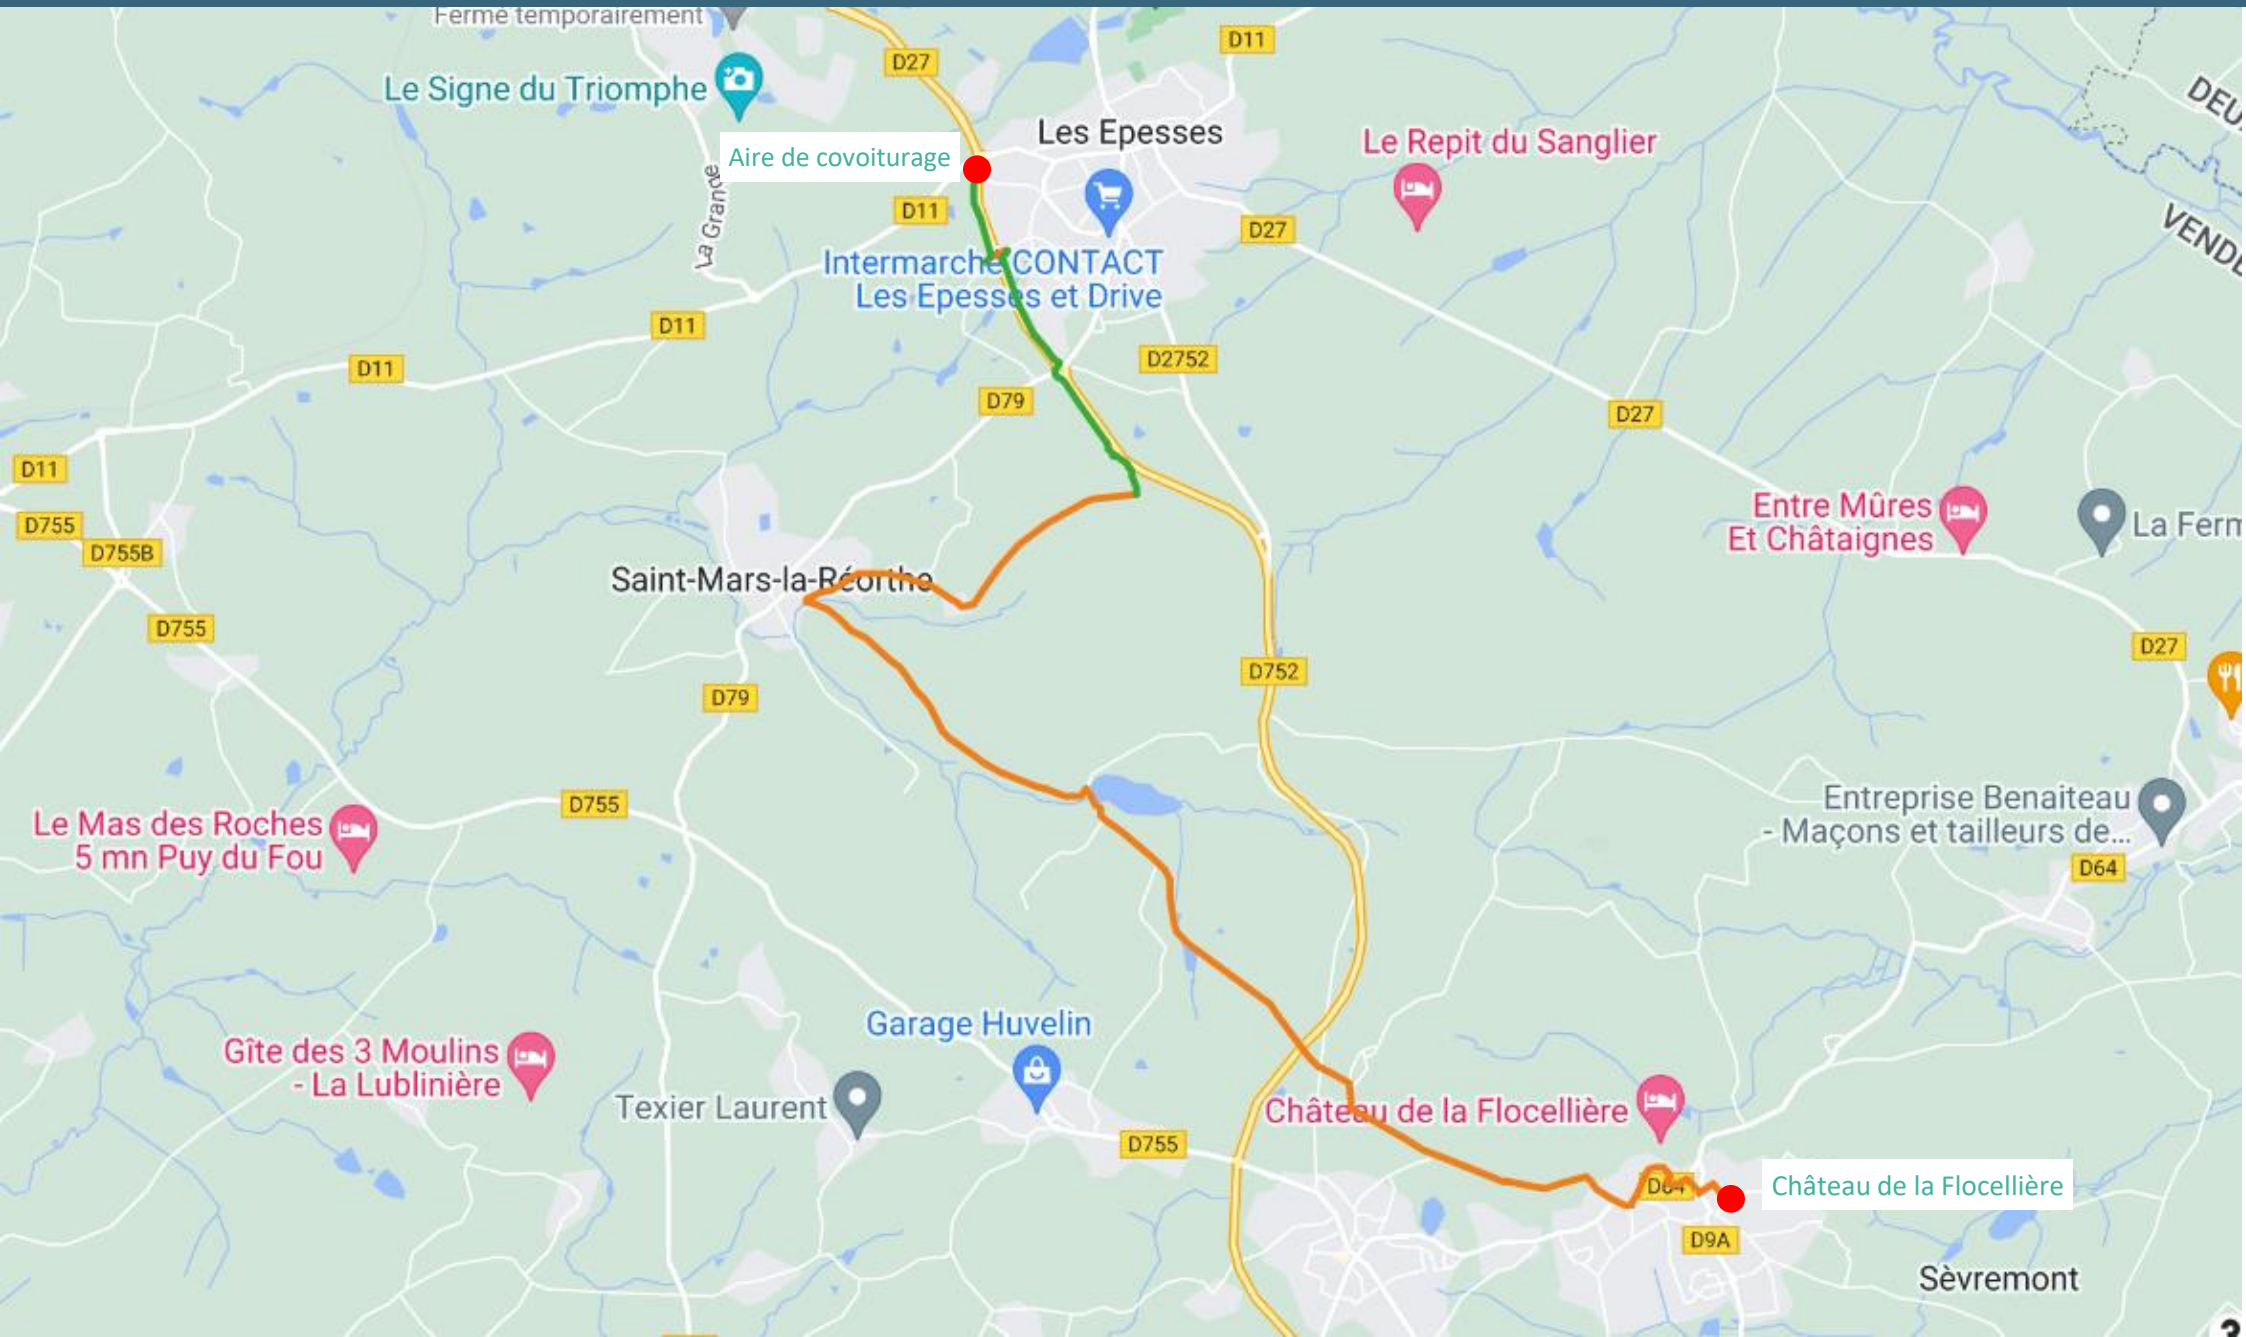 Fermé temporairement
D11
D27
Le Signe du Triomphe
Les Epesses
Le Repit du Sanglier
Aire de covoiturage
La Grande
D11
D27
VENDE
DEU
Intermarché CONTACT
Les Epesses et Drive
D11
D2752
D11
D79
D27
D11
D755
D755B
Entre Mûres
Et Châtaignes
La Ferm
Saint-Mars-la-Réorthe
D755
D27
D752
D79
D755
Le Mas des Roches
5 mn Puy du Fou
Entreprise Benaiteau
- Maçons et tailleurs de...
D64
Garage Huvelin
Gîte des 3 Moulins
- La Lublinière
Texier Laurent
Château de la Flocellière
D755
D64
Château de la Flocellière
D9A
Sèvremont